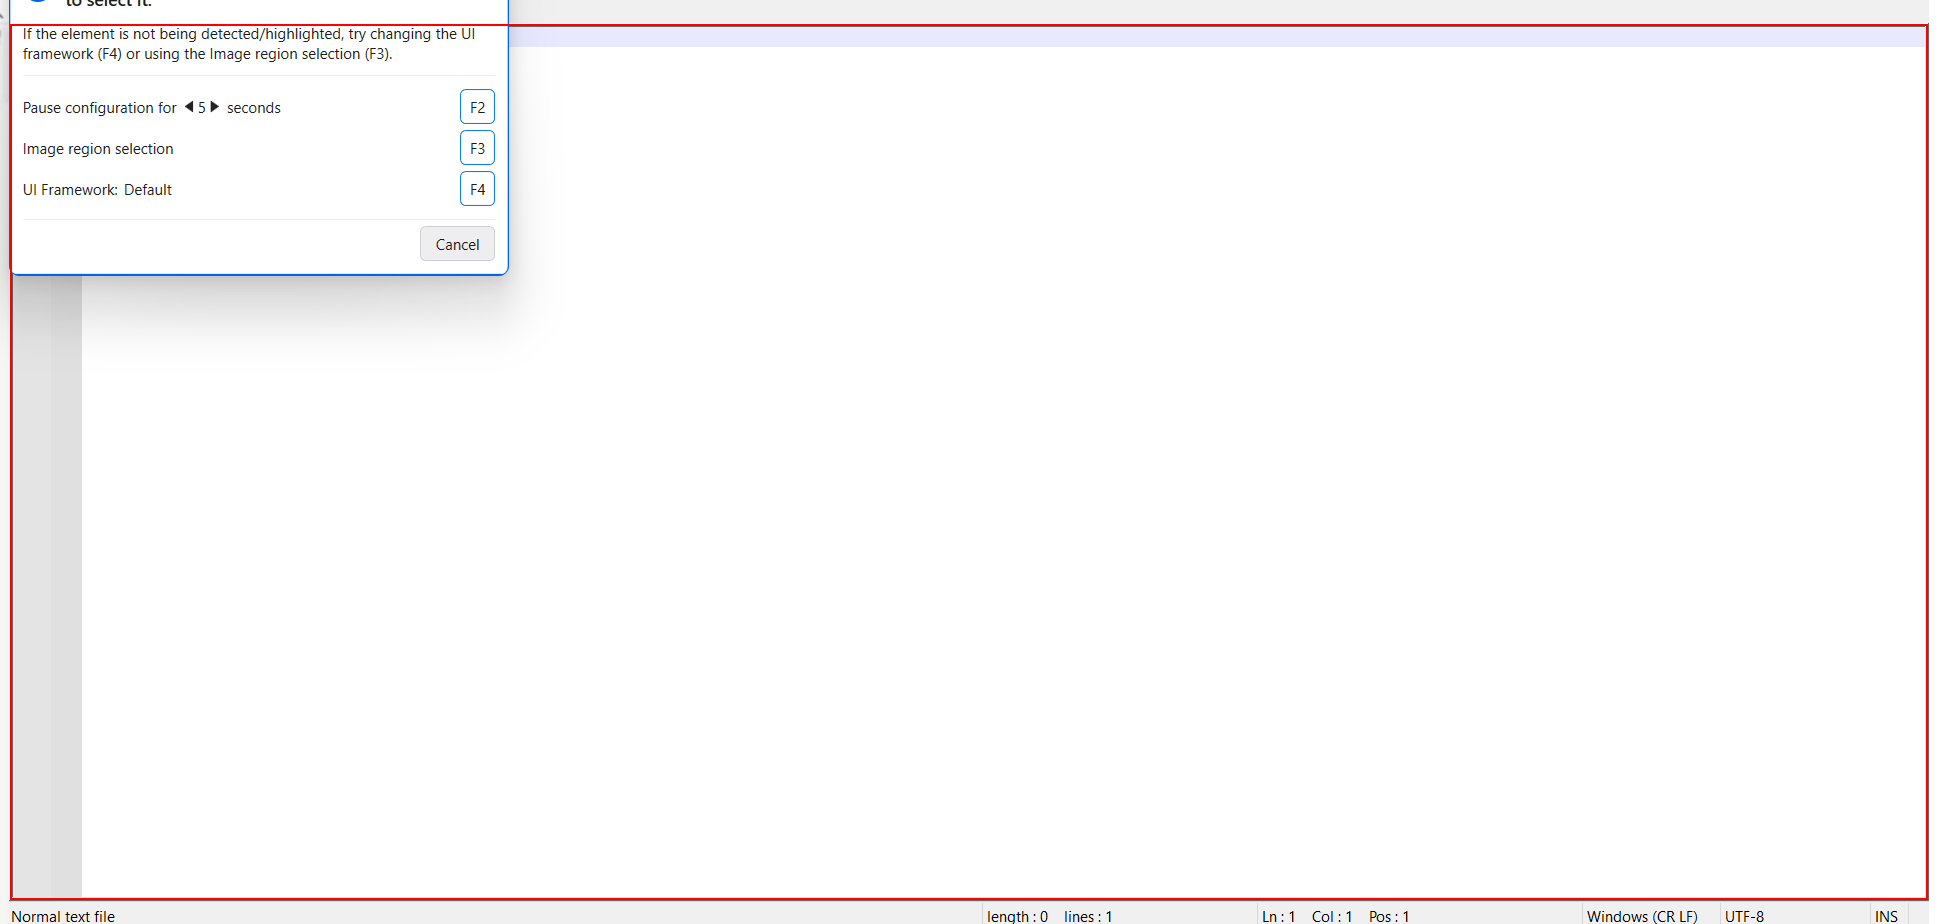 to select it.
If the element is not being detected/highlighted, try changing the UI
framework (F4) or using the Image region selection (F3).
Pause configuration for 5 seconds F2
Image region selection F3
UI Framework: Default F4
Cancel
Normal text file length : 0 lines : 1 Ln : 1 Col : 1 Pos : 1 Windows (CR LF) UTF-8 INS